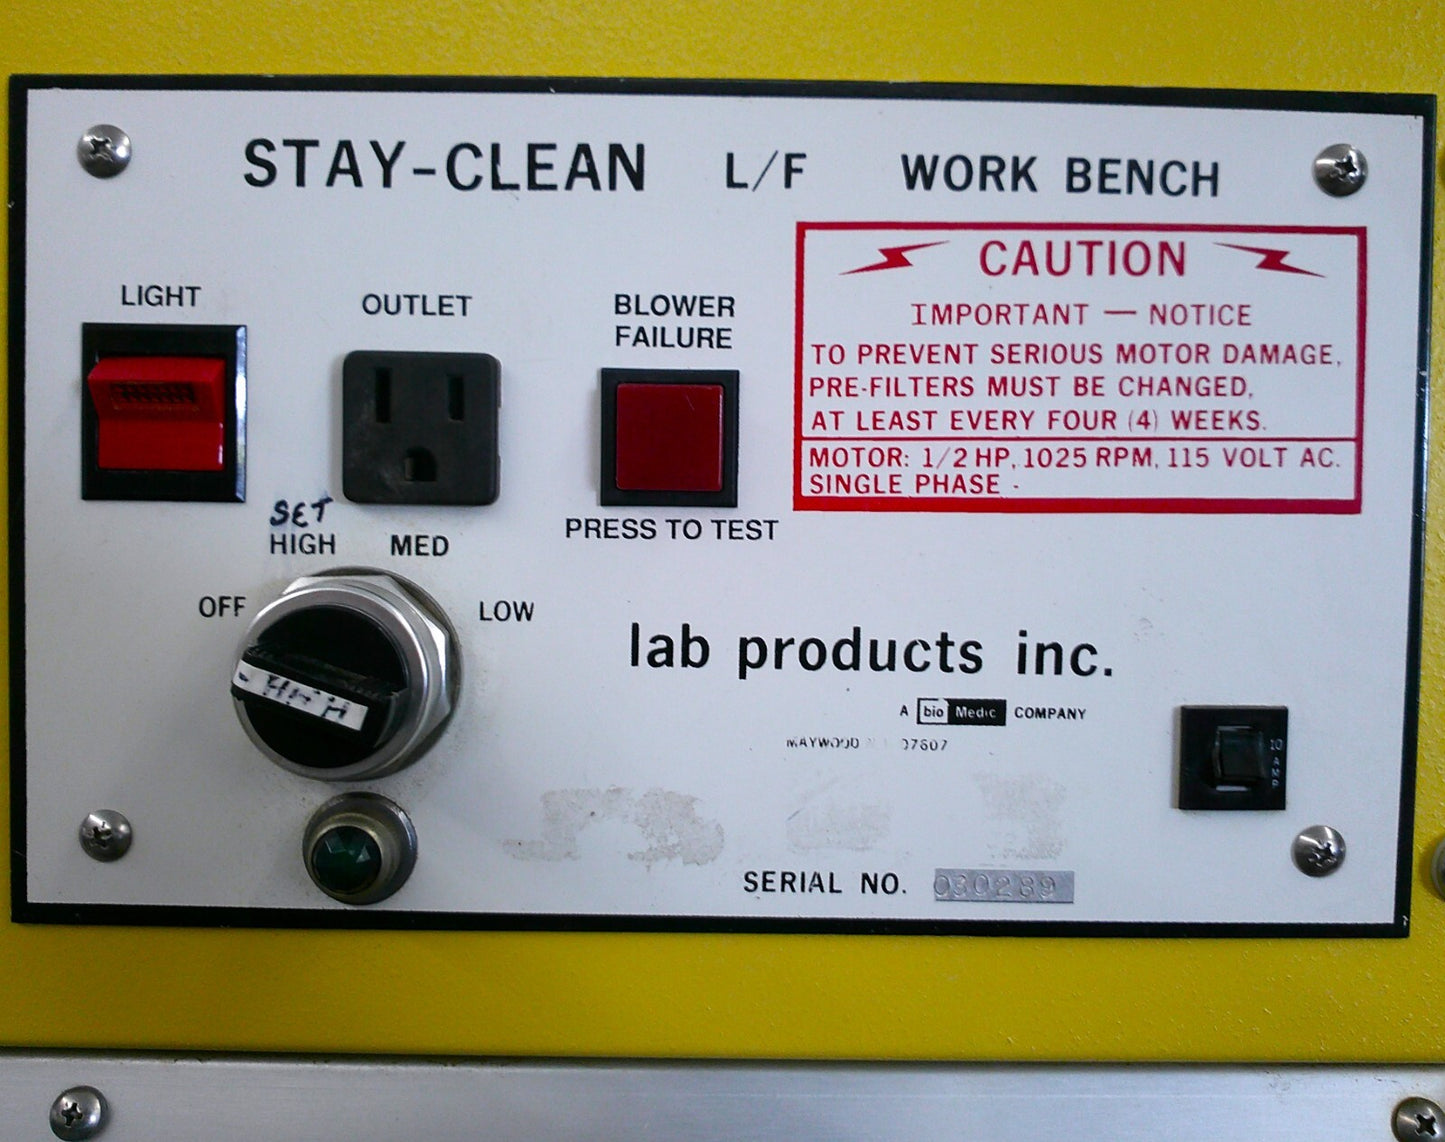 STAY-CLEAN L/F WORK BENCH
CAUTION
IMPORTANT — NOTICE
TO PREVENT SERIOUS MOTOR DAMAGE,
PRE-FILTERS MUST BE CHANGED,
AT LEAST EVERY FOUR (4) WEEKS.
MOTOR: 1/2 HP, 1025 RPM, 115 VOLT AC.
SINGLE PHASE -
LIGHT
OUTLET
BLOWER
FAILURE
PRESS TO TEST
SET
HIGH MED
OFF LOW
lab products inc.
A bio Medic COMPANY
MAYWOOD 07607
10
AMP
SERIAL NO. 030289